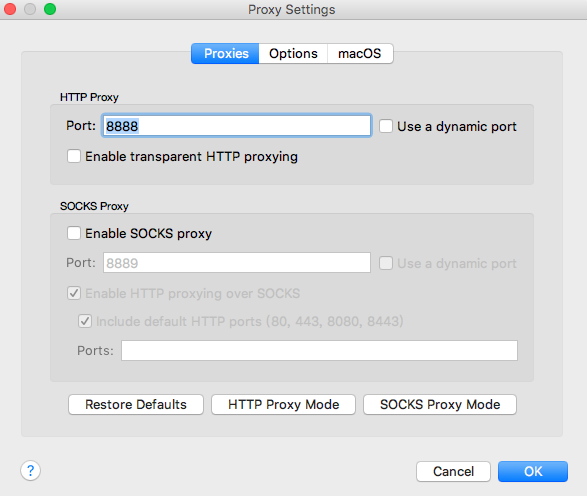 Proxy Settings
Proxies Options macOS
HTTP Proxy
Port: 8888 Use a dynamic port
Enable transparent HTTP proxying
SOCKS Proxy
Enable SOCKS proxy
Port: 8889 Use a dynamic port
Enable HTTP proxying over SOCKS
Include default HTTP ports (80, 443, 8080, 8443)
Ports:
Restore Defaults HTTP Proxy Mode SOCKS Proxy Mode
? Cancel OK